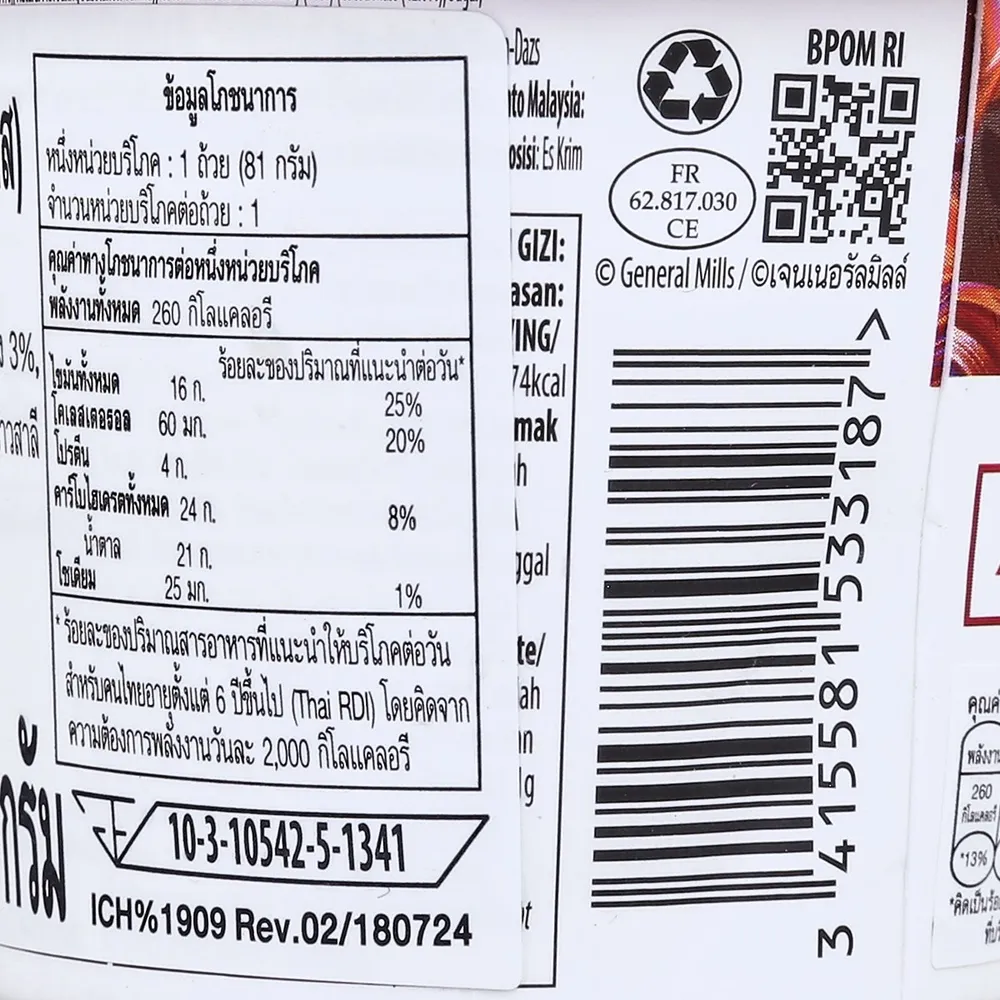 ข้อมูลโภชนาการ
หนึ่งหน่วยบริโภค : 1 ถ้วย (81 กรัม)
จำนวนหน่วยบริโภคต่อถ้วย : 1
คุณค่าทางโภชนาการต่อหนึ่งหน่วยบริโภค
พลังงานทั้งหมด 260 กิโลแคลอรี
ร้อยละของปริมาณที่แนะนำต่อวัน*
ไขมันทั้งหมด 16 ก. 25%
โคเลสเตอรอล 60 มก. 20%
โปรตีน 4 ก.
คาร์โบไฮเดรตทั้งหมด 24 ก. 8%
น้ำตาล 21 ก.
โซเดียม 25 มก. 1%
* ร้อยละของปริมาณสารอาหารที่แนะนำให้บริโภคต่อวัน
สำหรับคนไทยอายุตั้งแต่ 6 ปีขึ้นไป (Thai RDI) โดยคิดจาก
ความต้องการพลังงานวันละ 2,000 กิโลแคลอรี
10-3-10542-5-1341
ICH%1909 Rev.02/180724
กรัม
3%,
-Dazs
Malaysia:
Es Krim
GIZI:
74kcal
BPOM RI
FR
62.817.030
CE
© General Mills / ©เจนเนอรัลมิลล์
3 415581 533187 >
260
กิโลแคลอรี
*13%